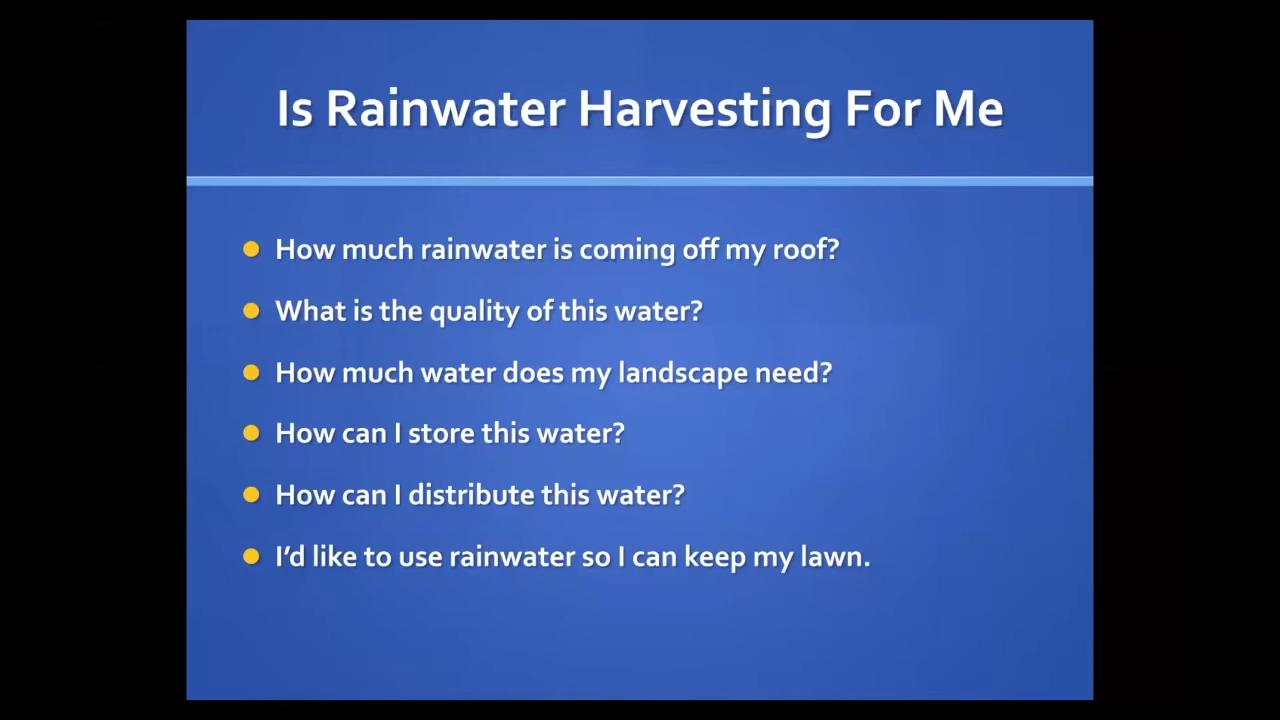 Is Rainwater Harvesting For Me
How much rainwater is coming off my roof?
What is the quality of this water?
How much water does my landscape need?
How can I store this water?
How can I distribute this water?
I’d like to use rainwater so I can keep my lawn.